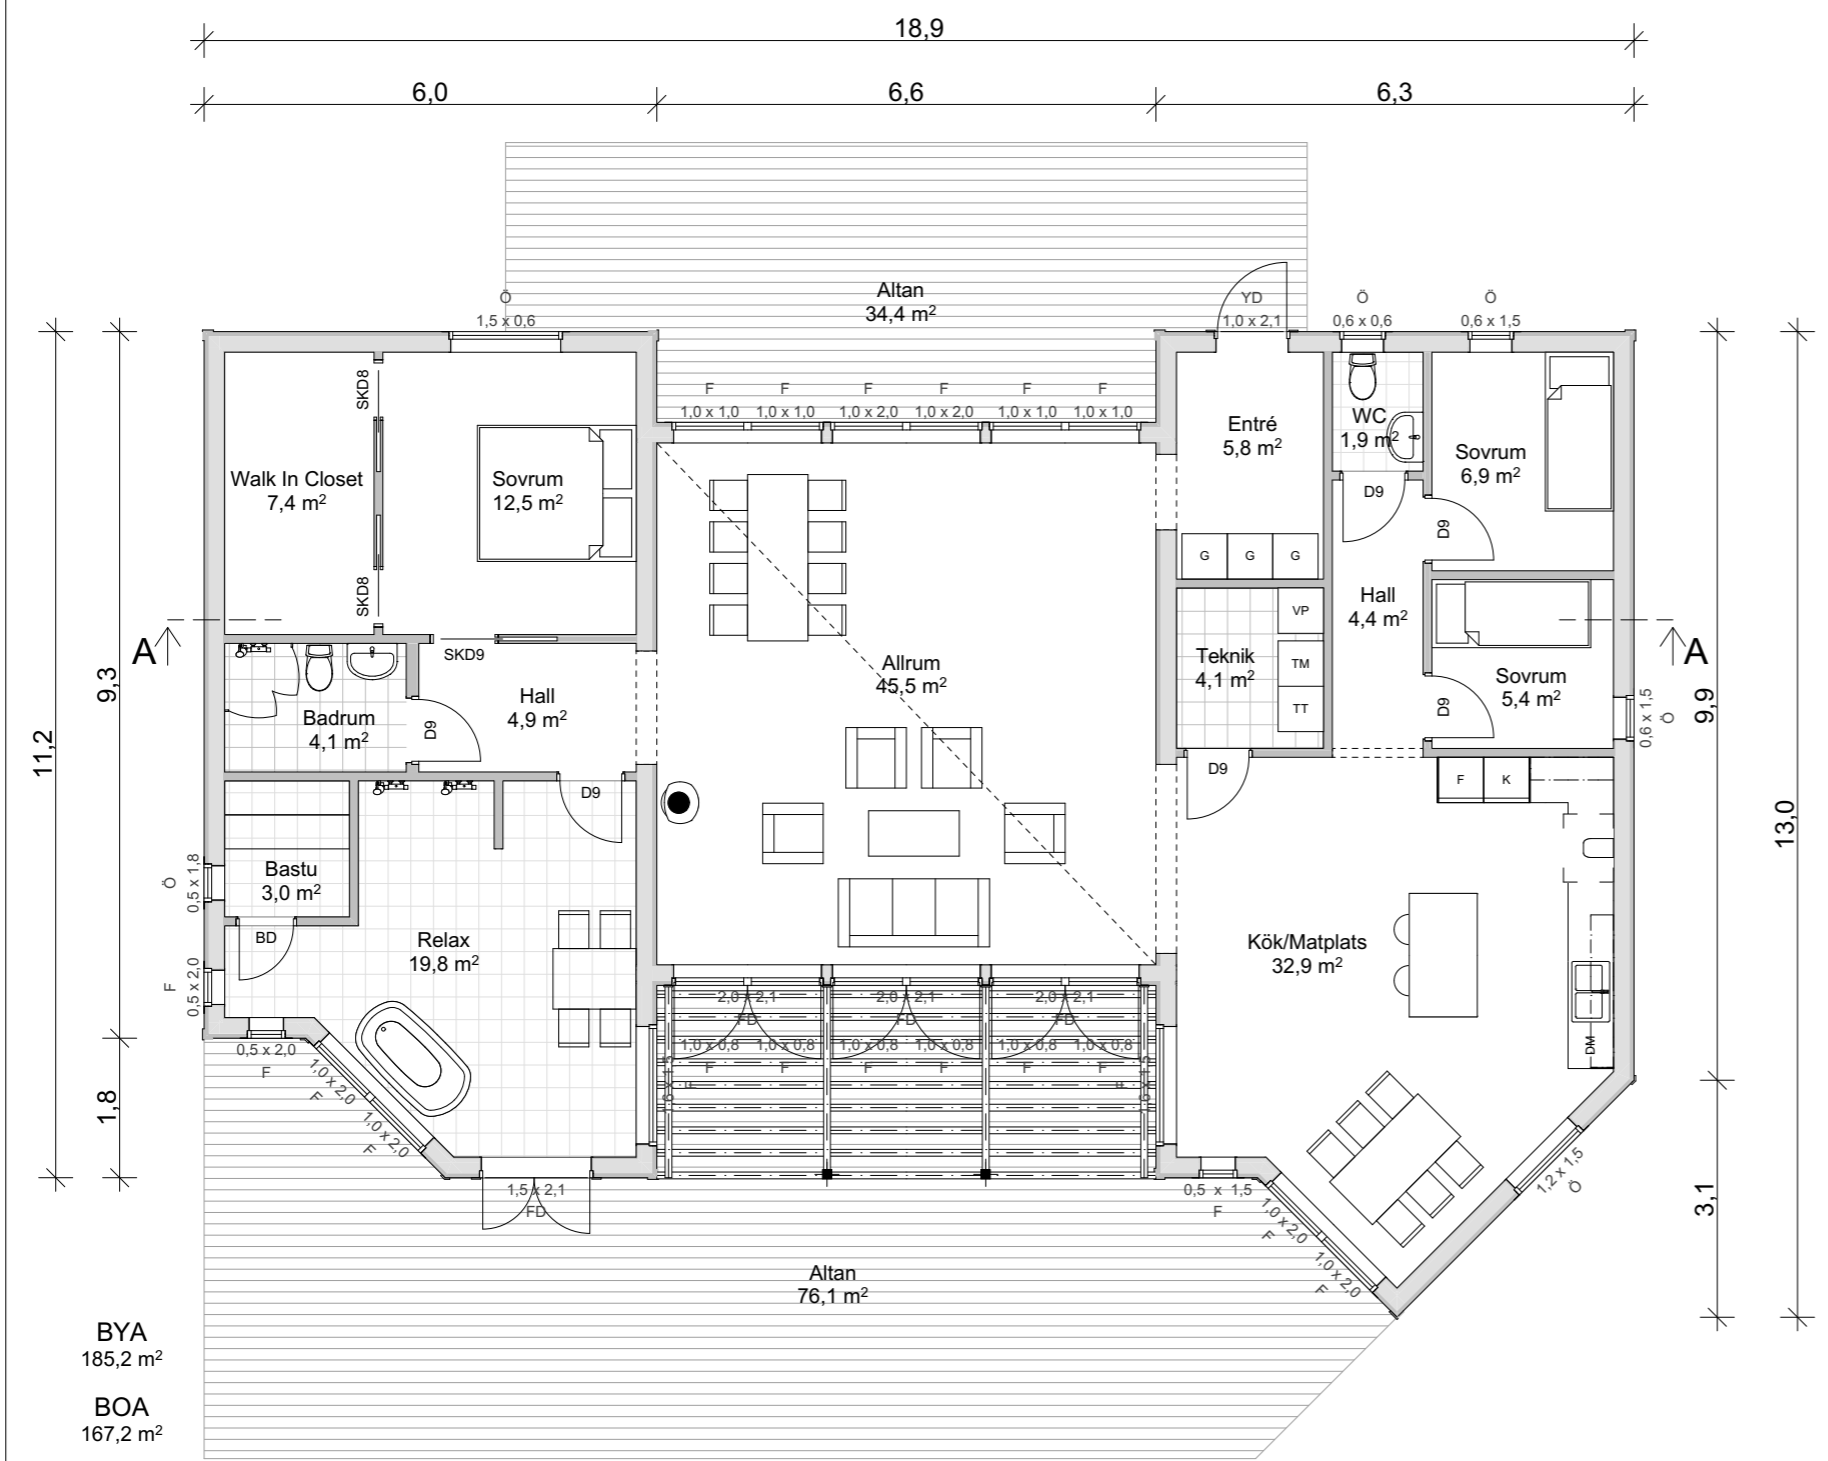 18,9
6,0
6,6
6,3
Altan
34,4 m²
Ö
1,5 x 0,6
YD
1,0 x 2,1
Ö
0,6 x 0,6
Ö
0,6 x 1,5
F F F F F F
1,0 x 1,0 1,0 x 1,0 1,0 x 2,0 1,0 x 2,0 1,0 x 1,0 1,0 x 1,0
SKD8
Walk In Closet
7,4 m²
Sovrum
12,5 m²
SKD8
Entré
5,8 m²
WC
1,9 m²
Sovrum
6,9 m²
D9
D9
G G G
A
A
SKD9
Hall
4,9 m²
Badrum
4,1 m²
D9
Allrum
45,5 m²
VP
Teknik
4,1 m²
TM
TT
Hall
4,4 m²
Sovrum
5,4 m²
D9
0,6 x 1,5
Ö
11,2
9,3
9,9
13,0
D9
D9
F K
Bastu
3,0 m²
Ö
0,5 x 1,8
BD
Relax
19,8 m²
F
0,5 x 2,0
Kök/Matplats
32,9 m²
DM
2,0 x 2,1 2,0 x 2,1 2,0 x 2,1
FD FD FD
1,0 x 0,8 1,0 x 0,8 1,0 x 0,8 1,0 x 0,8 1,0 x 0,8 1,0 x 0,8
F F F F F F
F
F
0,5 x 2,0
F
1,0 x 2,0
F
1,0 x 2,0
F
1,8
3,1
1,5 x 2,1
FD
0,5 x 1,5
F
1,0 x 2,0
F
1,0 x 2,0
F
1,2 x 1,5
Ö
Altan
76,1 m²
BYA
185,2 m²
BOA
167,2 m²